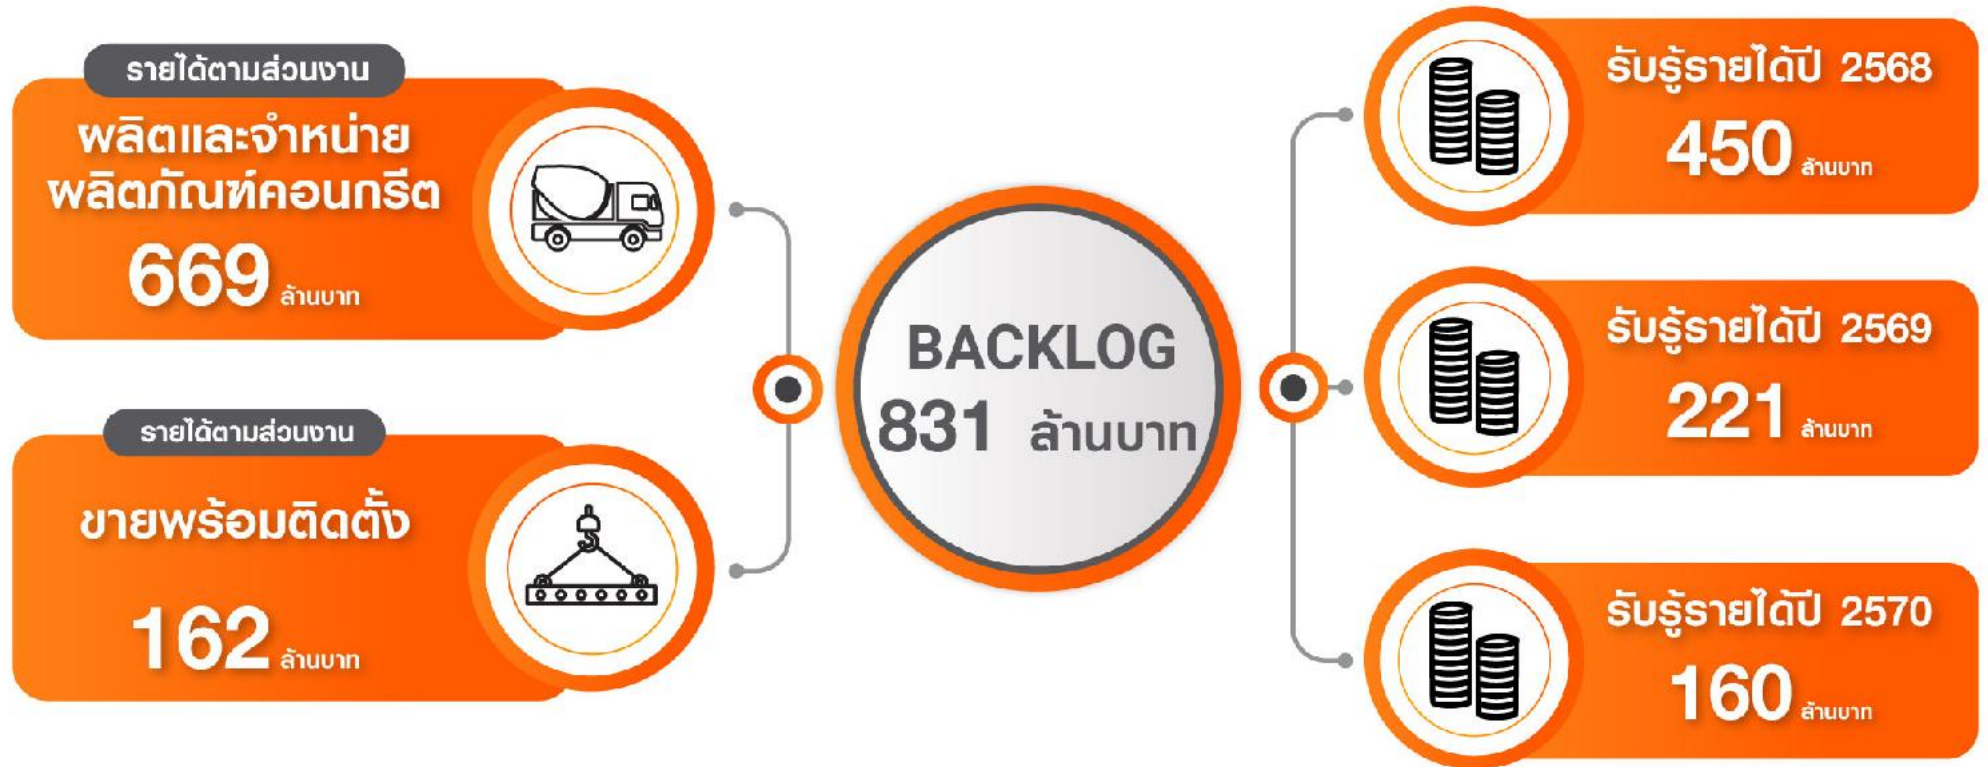 รายได้ตามส่วนงาน
ผลิตและจำหน่าย
ผลิตภัณฑ์คอนกรีต
669 ล้านบาท
รายได้ตามส่วนงาน
ขายพร้อมติดตั้ง
162 ล้านบาท
BACKLOG
831 ล้านบาท
รับรู้รายได้ปี 2568
450 ล้านบาท
รับรู้รายได้ปี 2569
221 ล้านบาท
รับรู้รายได้ปี 2570
160 ล้านบาท